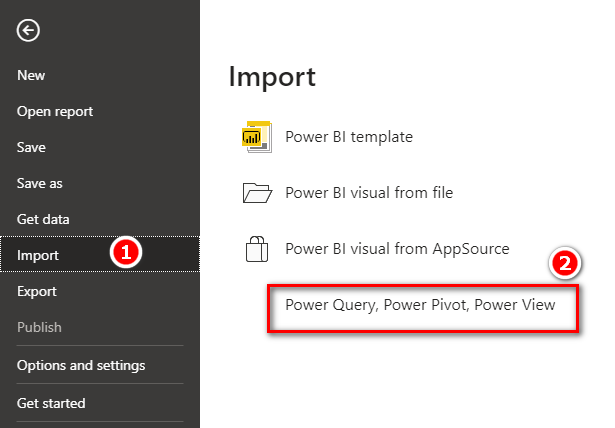 New
Open report
Save
Save as
Get data
Import
1
Export
Publish
Options and settings
Get started
Import
Power BI template
Power BI visual from file
Power BI visual from AppSource
2
Power Query, Power Pivot, Power View